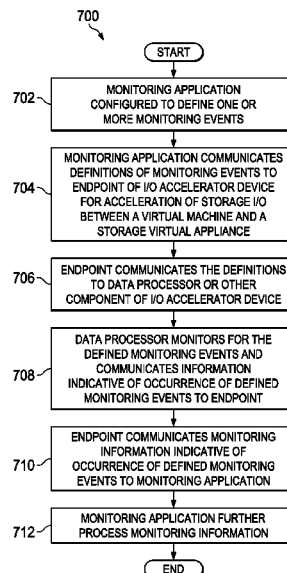 700
START
702
MONITORING APPLICATION
CONFIGURED TO DEFINE ONE OR
MORE MONITORING EVENTS
704
MONITORING APPLICATION COMMUNICATES
DEFINITIONS OF MONITORING EVENTS TO
ENDPOINT OF I/O ACCELERATOR DEVICE
FOR ACCELERATION OF STORAGE I/O
BETWEEN A VIRTUAL MACHINE AND A
STORAGE VIRTUAL APPLIANCE
706
ENDPOINT COMMUNICATES THE DEFINITIONS
TO DATA PROCESSOR OR OTHER
COMPONENT OF I/O ACCELERATOR DEVICE
708
DATA PROCESSOR MONITORS FOR THE
DEFINED MONITORING EVENTS AND
COMMUNICATES INFORMATION
INDICATIVE OF OCCURRENCE OF DEFINED
MONITORING EVENTS TO ENDPOINT
710
ENDPOINT COMMUNICATES MONITORING
INFORMATION INDICATIVE OF
OCCURRENCE OF DEFINED MONITORING
EVENTS TO MONITORING APPLICATION
712
MONITORING APPLICATION FURTHER
PROCESS MONITORING INFORMATION
END